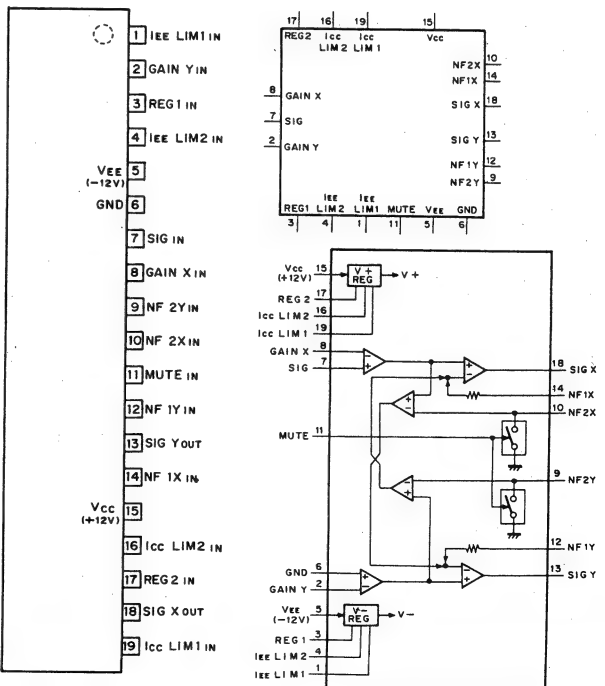 1 IEE LIM1 IN
2 GAIN Y IN
3 REG1 IN
4 IEE LIM2 IN
VEE 5
(-12V)
GND 6
7 SIG IN
8 GAIN X IN
9 NF 2Y IN
10 NF 2X IN
11 MUTE IN
12 NF 1Y IN
13 SIG Y OUT
14 NF 1X IN
VCC 15
(+12V)
16 ICC LIM2 IN
17 REG2 IN
18 SIG X OUT
19 ICC LIM1 IN
17 16 19 15
REG2 ICC ICC VCC
LIM2 LIM1
NF2X 10
NF1X 14
8 GAIN X
SIG X 18
7 SIG
SIG Y 13
2 GAIN Y
NF1Y 12
NF2Y 9
IEE IEE
REG1 LIM2 LIM1 MUTE VEE GND
3 4 1 11 5 6
VCC 15 V+ V+
(+12V) REG
REG2 17
ICC LIM2 16
ICC LIM1 19
GAIN X 8
SIG 7
18 SIG X
14 NF1X
10 NF2X
MUTE 11
9 NF2Y
12 NF1Y
GND 6
13 SIG Y
GAIN Y 2
VEE 5 V- V-
(-12V) REG
REG1 3
IEE LIM2 4
IEE LIM1 1